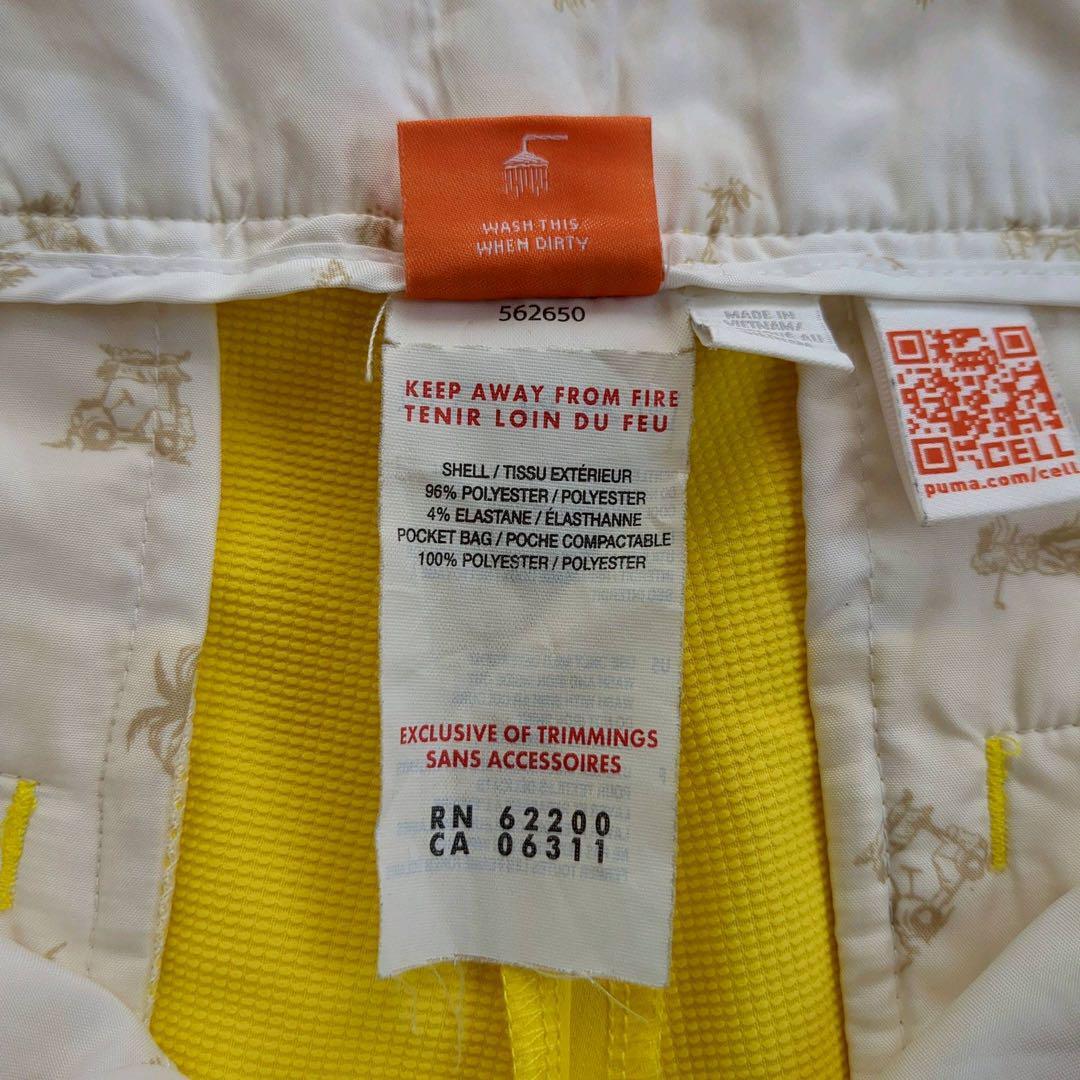 WASH THIS
WHEN DIRTY
562650
KEEP AWAY FROM FIRE
TENIR LOIN DU FEU
SHELL / TISSU EXTÉRIEUR
96% POLYESTER / POLYESTER
4% ELASTANE / ÉLASTHANNE
POCKET BAG / POCHE COMPACTABLE
100% POLYESTER / POLYESTER
EXCLUSIVE OF TRIMMINGS
SANS ACCESSOIRES
RN 62200
CA 06311
MADE IN
VIETNAM/
CELL
puma.com/cell